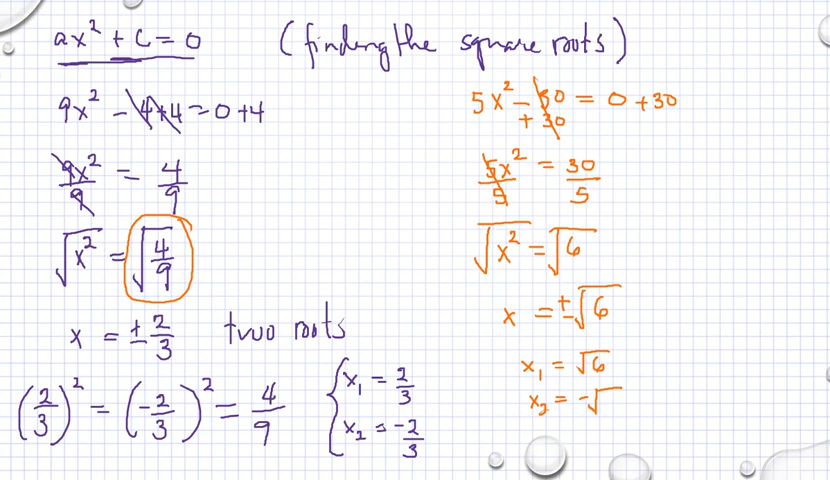 ax² + c = 0 (finding the square roots)
9x² - 4 + 4 = 0 + 4
9x²/9 = 4/9
√x² = √4/9
x = ± 2/3 two roots
(2/3)² = (-2/3)² = 4/9
x₁ = 2/3
x₂ = -2/3
5x² - 30 = 0 + 30
+ 30
5x²/5 = 30/5
√x² = √6
x = ±√6
x₁ = √6
x₂ = -√